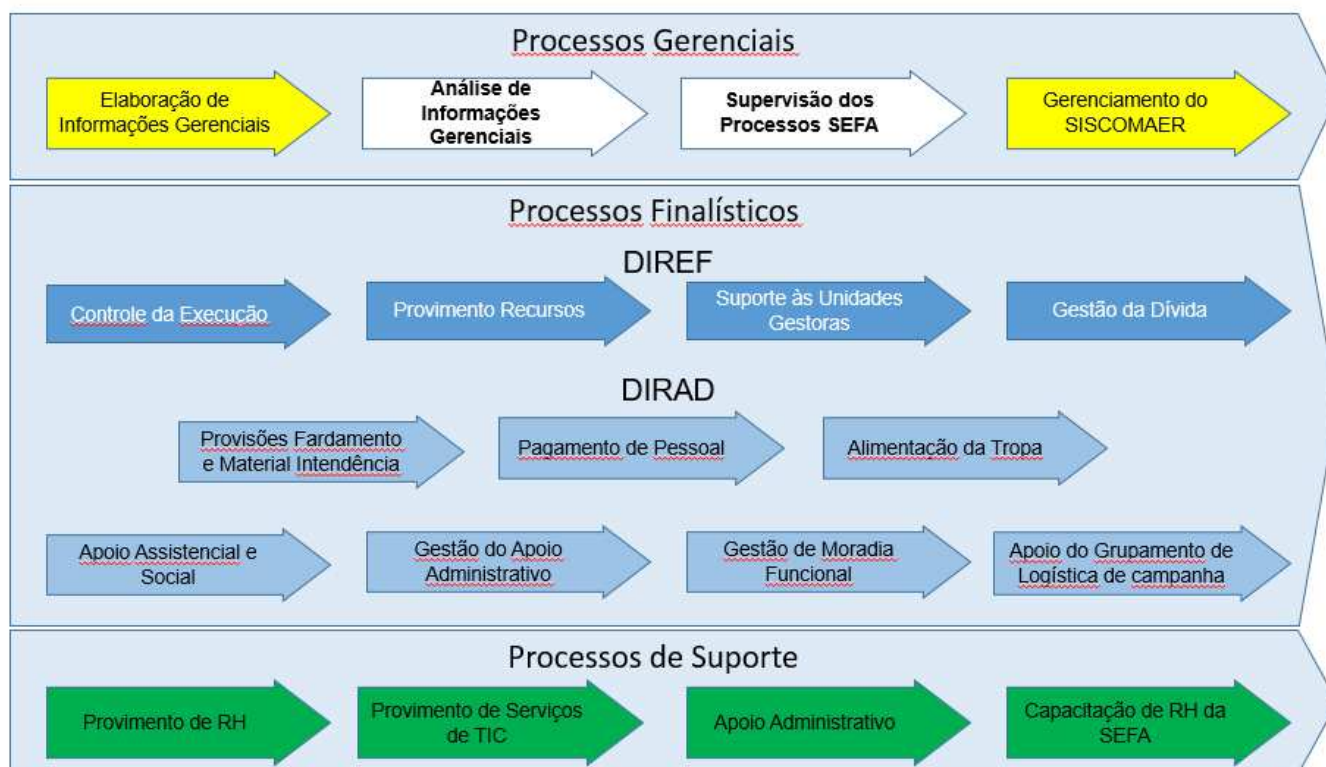 Processos Gerenciais
Elaboração de
Informações Gerenciais
Análise de
Informações
Gerenciais
Supervisão dos
Processos SEFA
Gerenciamento do
SISCOMAER
Processos Finalísticos
DIREF
Controle da Execução
Provimento Recursos
Suporte às Unidades
Gestoras
Gestão da Dívida
DIRAD
Provisões Fardamento
e Material Intendência
Pagamento de Pessoal
Alimentação da Tropa
Apoio Assistencial e
Social
Gestão do Apoio
Administrativo
Gestão de Moradia
Funcional
Apoio do Grupamento de
Logística de campanha
Processos de Suporte
Provimento de RH
Provimento de Serviços
de TIC
Apoio Administrativo
Capacitação de RH da
SEFA